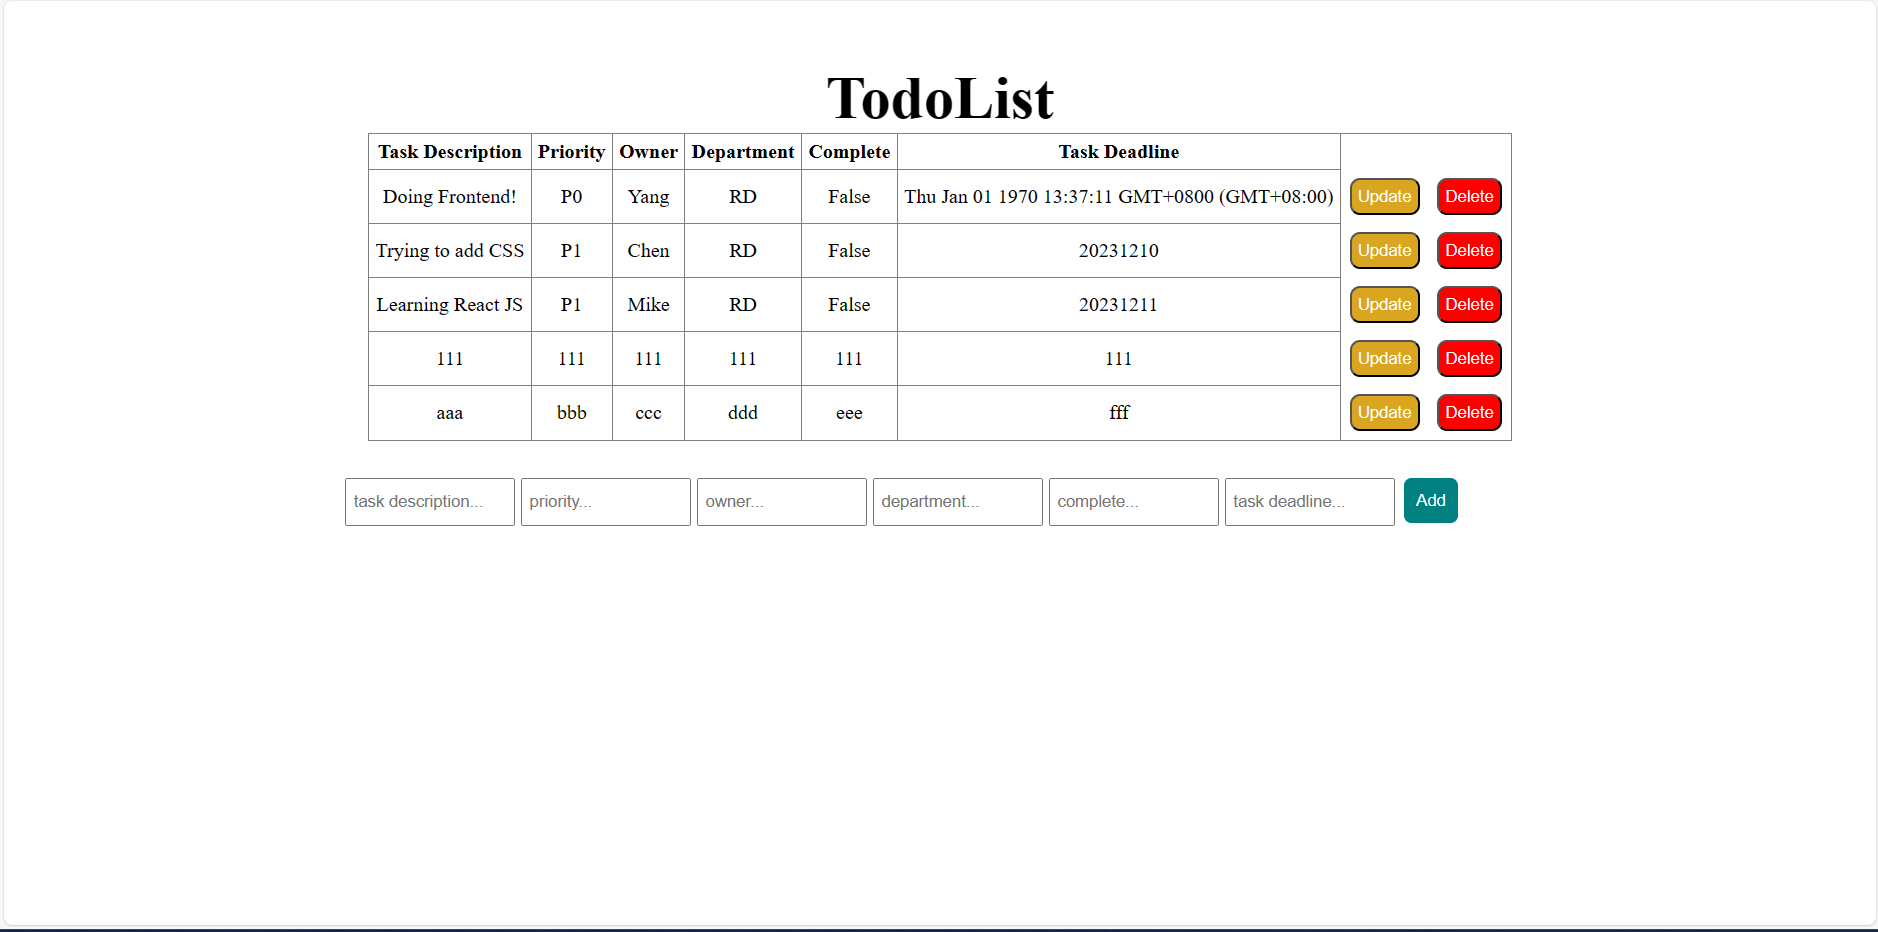 TodoList
Task Description Priority Owner Department Complete Task Deadline
Doing Frontend! P0 Yang RD False Thu Jan 01 1970 13:37:11 GMT+0800 (GMT+08:00) Update Delete
Trying to add CSS P1 Chen RD False 20231210 Update Delete
Learning React JS P1 Mike RD False 20231211 Update Delete
111 111 111 111 111 111 Update Delete
aaa bbb ccc ddd eee fff Update Delete
task description... priority... owner... department... complete... task deadline... Add